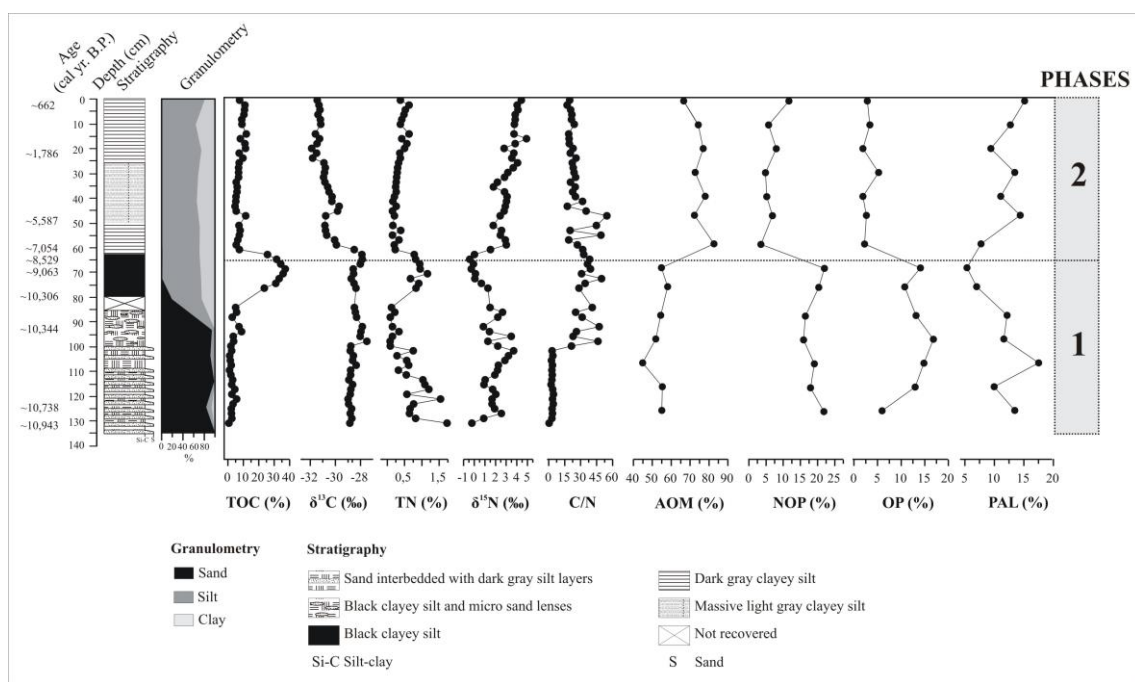 Age
(cal yr. B.P.)
Depth (cm)
Stratigraphy
Granulometry
PHASES
~662
~1,786
~5,587
~7,054
~8,529
~9,063
~10,306
~10,344
~10,738
~10,943
0
10
20
30
40
50
60
70
80
90
100
110
120
130
140
Si-C S
0 20 40 60 80
%
2
1
0 10 20 30 40
-32 -30 -28
0,5 1,0 1,5
-1 0 1 2 3 4 5
0 15 30 45 60
40 50 60 70 80 90
0 5 10 15 20 25
0 5 10 15 20
5 10 15 20
TOC (%) δ¹³C (‰) TN (%) δ¹⁵N (‰) C/N AOM (%) NOP (%) OP (%) PAL (%)
Granulometry
Sand
Silt
Clay
Stratigraphy
Sand interbedded with dark gray silt layers
Black clayey silt and micro sand lenses
Black clayey silt
Si-C Silt-clay
Dark gray clayey silt
Massive light gray clayey silt
Not recovered
S Sand